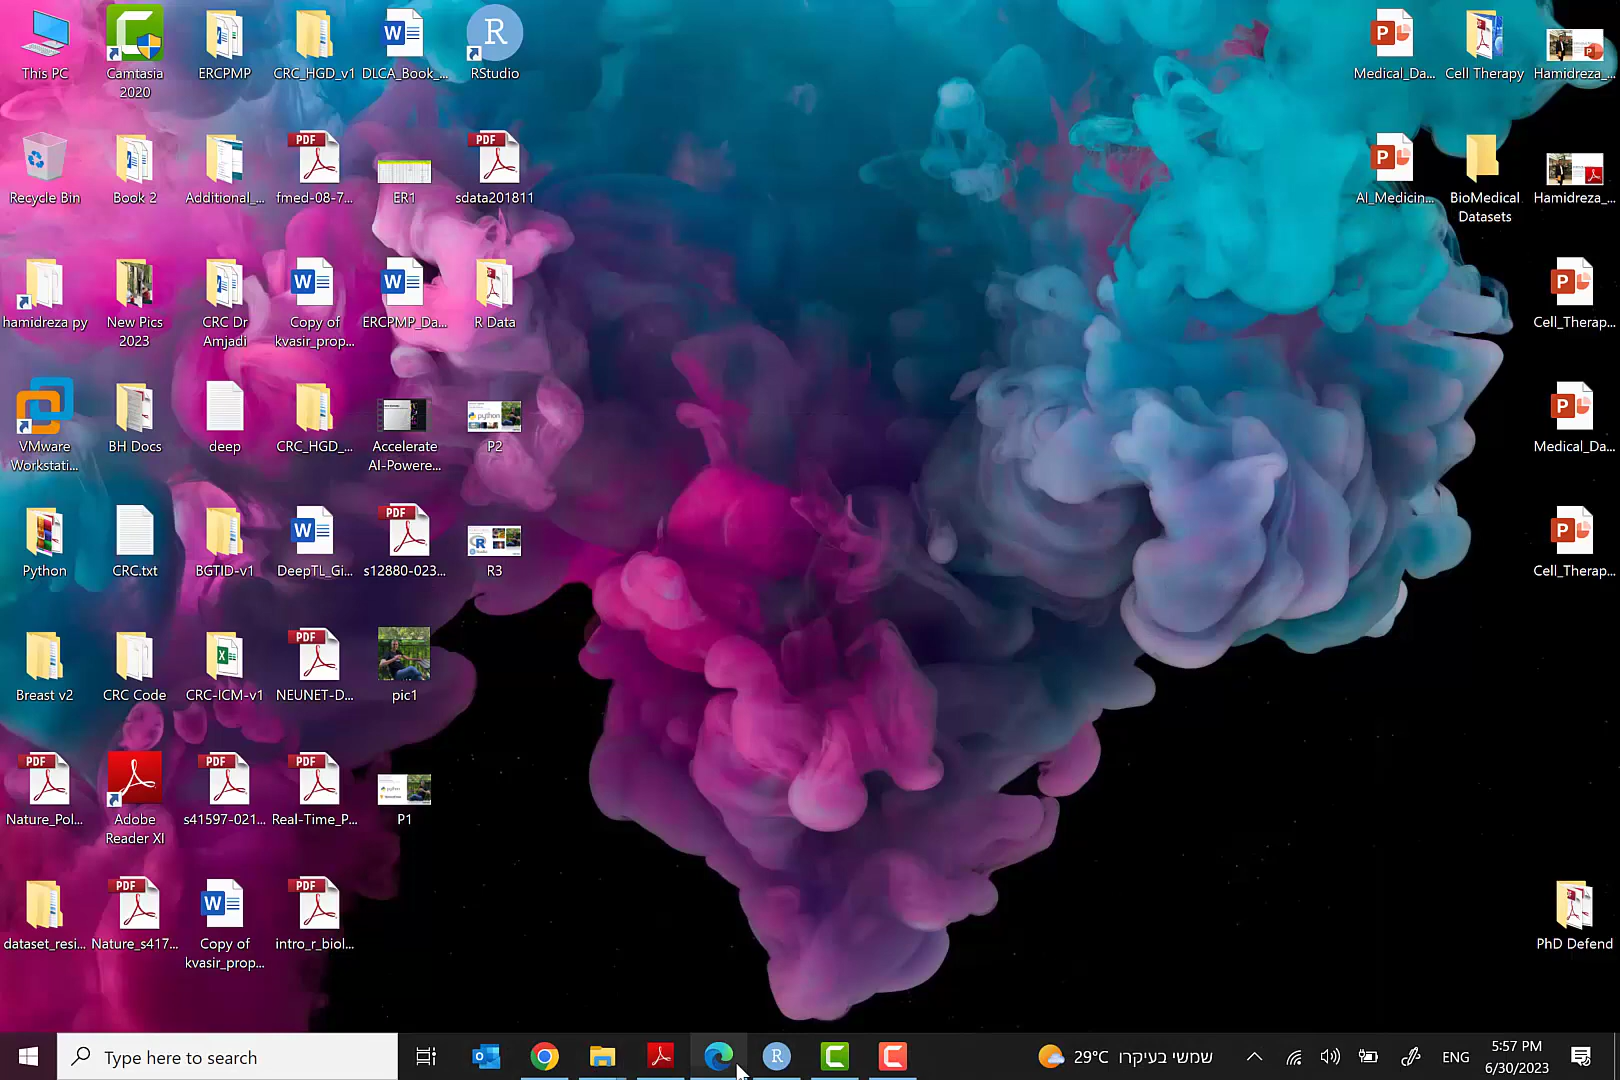 This PC
Camtasia
2020
ERCPMP
CRC_HGD_v1
DLCA_Book_...
RStudio
Medical_Da...
Cell Therapy
Hamidreza_...
Recycle Bin
Book 2
Additional_...
fmed-08-7...
ER1
sdata201811
AI_Medicin...
BioMedical
Datasets
Hamidreza_...
hamidreza py
New Pics
2023
CRC Dr
Amjadi
Copy of
kvasir_prop...
ERCPMP_Da...
R Data
Cell_Therap...
VMware
Workstati...
BH Docs
deep
CRC_HGD_...
Accelerate
AI-Powere...
P2
Medical_Da...
Python
CRC.txt
BGTID-v1
DeepTL_Gi...
s12880-023...
R3
Cell_Therap...
Breast v2
CRC Code
CRC-ICM-v1
NEUNET-D...
pic1
Nature_Pol...
Adobe
Reader XI
s41597-021...
Real-Time_P...
P1
dataset_resi...
Nature_s417...
Copy of
kvasir_prop...
intro_r_biol...
PhD Defend
Type here to search
29°C שמשי בעיקרו
ENG
5:57 PM
6/30/2023